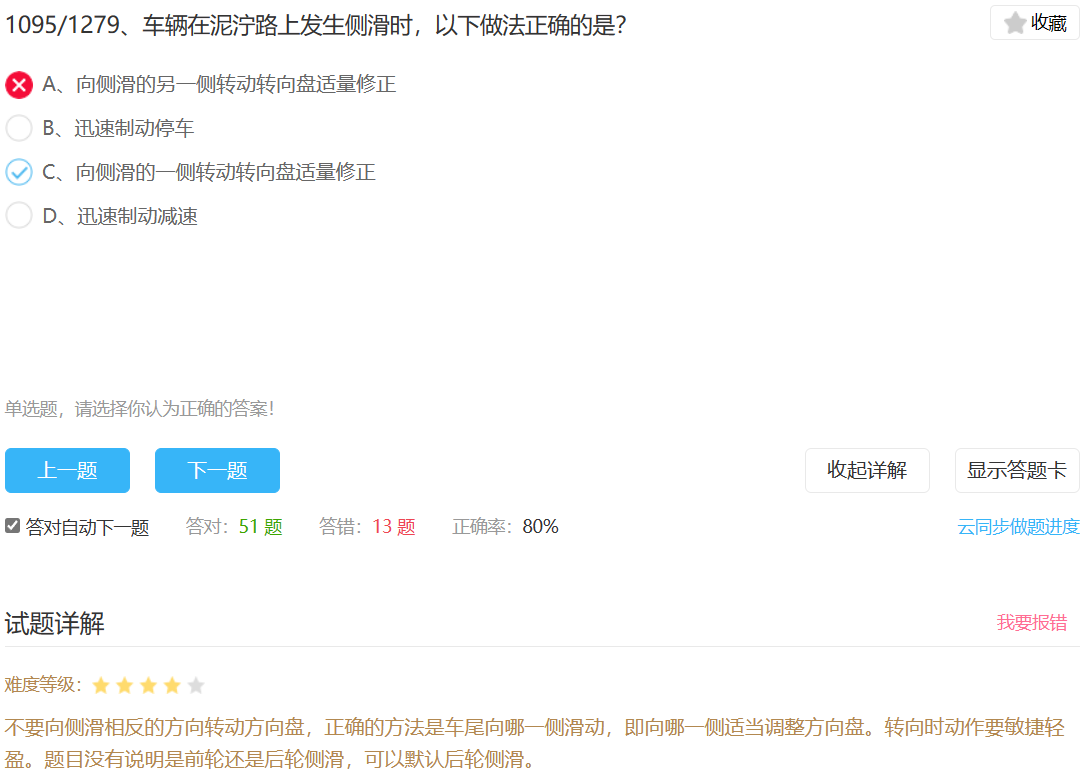 1095/1279、车辆在泥泞路上发生侧滑时，以下做法正确的是？
收藏
A、向侧滑的另一侧转动转向盘适量修正
B、迅速制动停车
C、向侧滑的一侧转动转向盘适量修正
D、迅速制动减速
单选题，请选择你认为正确的答案！
上一题
下一题
收起详解
显示答题卡
答对自动下一题 答对：51 题 答错：13 题 正确率：80%
云同步做题进度
试题详解
我要报错
难度等级：
不要向侧滑相反的方向转动方向盘，正确的方法是车尾向哪一侧滑动，即向哪一侧适当调整方向盘。转向时动作要敏捷轻
盈。题目没有说明是前轮还是后轮侧滑，可以默认后轮侧滑。